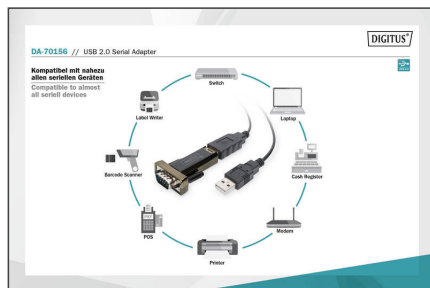 DIGITUS®
DA-70156 // USB 2.0 Serial Adapter
Kompatibel mit nahezu
allen seriellen Geräten
Compatible to almost
all seriell devices
Switch
Label Writer
Laptop
Barcode Scanner
Cash Register
POS
Modem
Printer